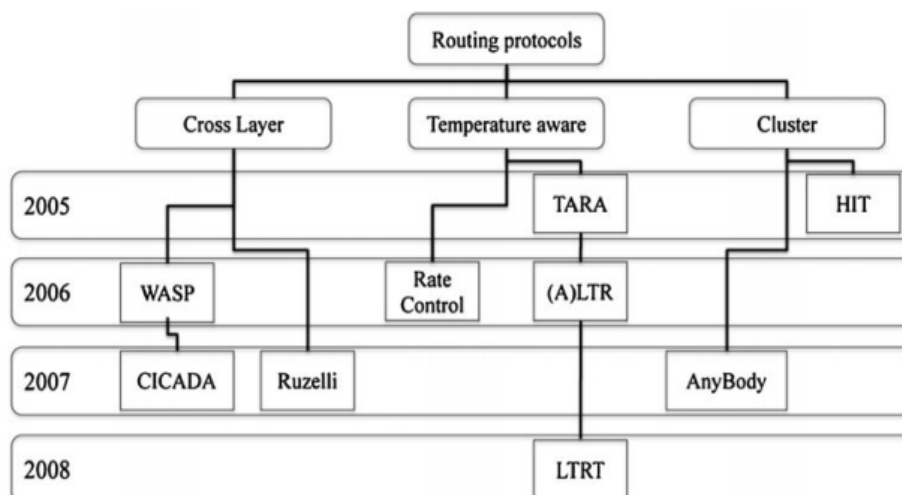 Routing protocols
Cross Layer
Temperature aware
Cluster
2005
TARA
HIT
2006
WASP
Rate
Control
(A)LTR
2007
CICADA
Ruzelli
AnyBody
2008
LTRT